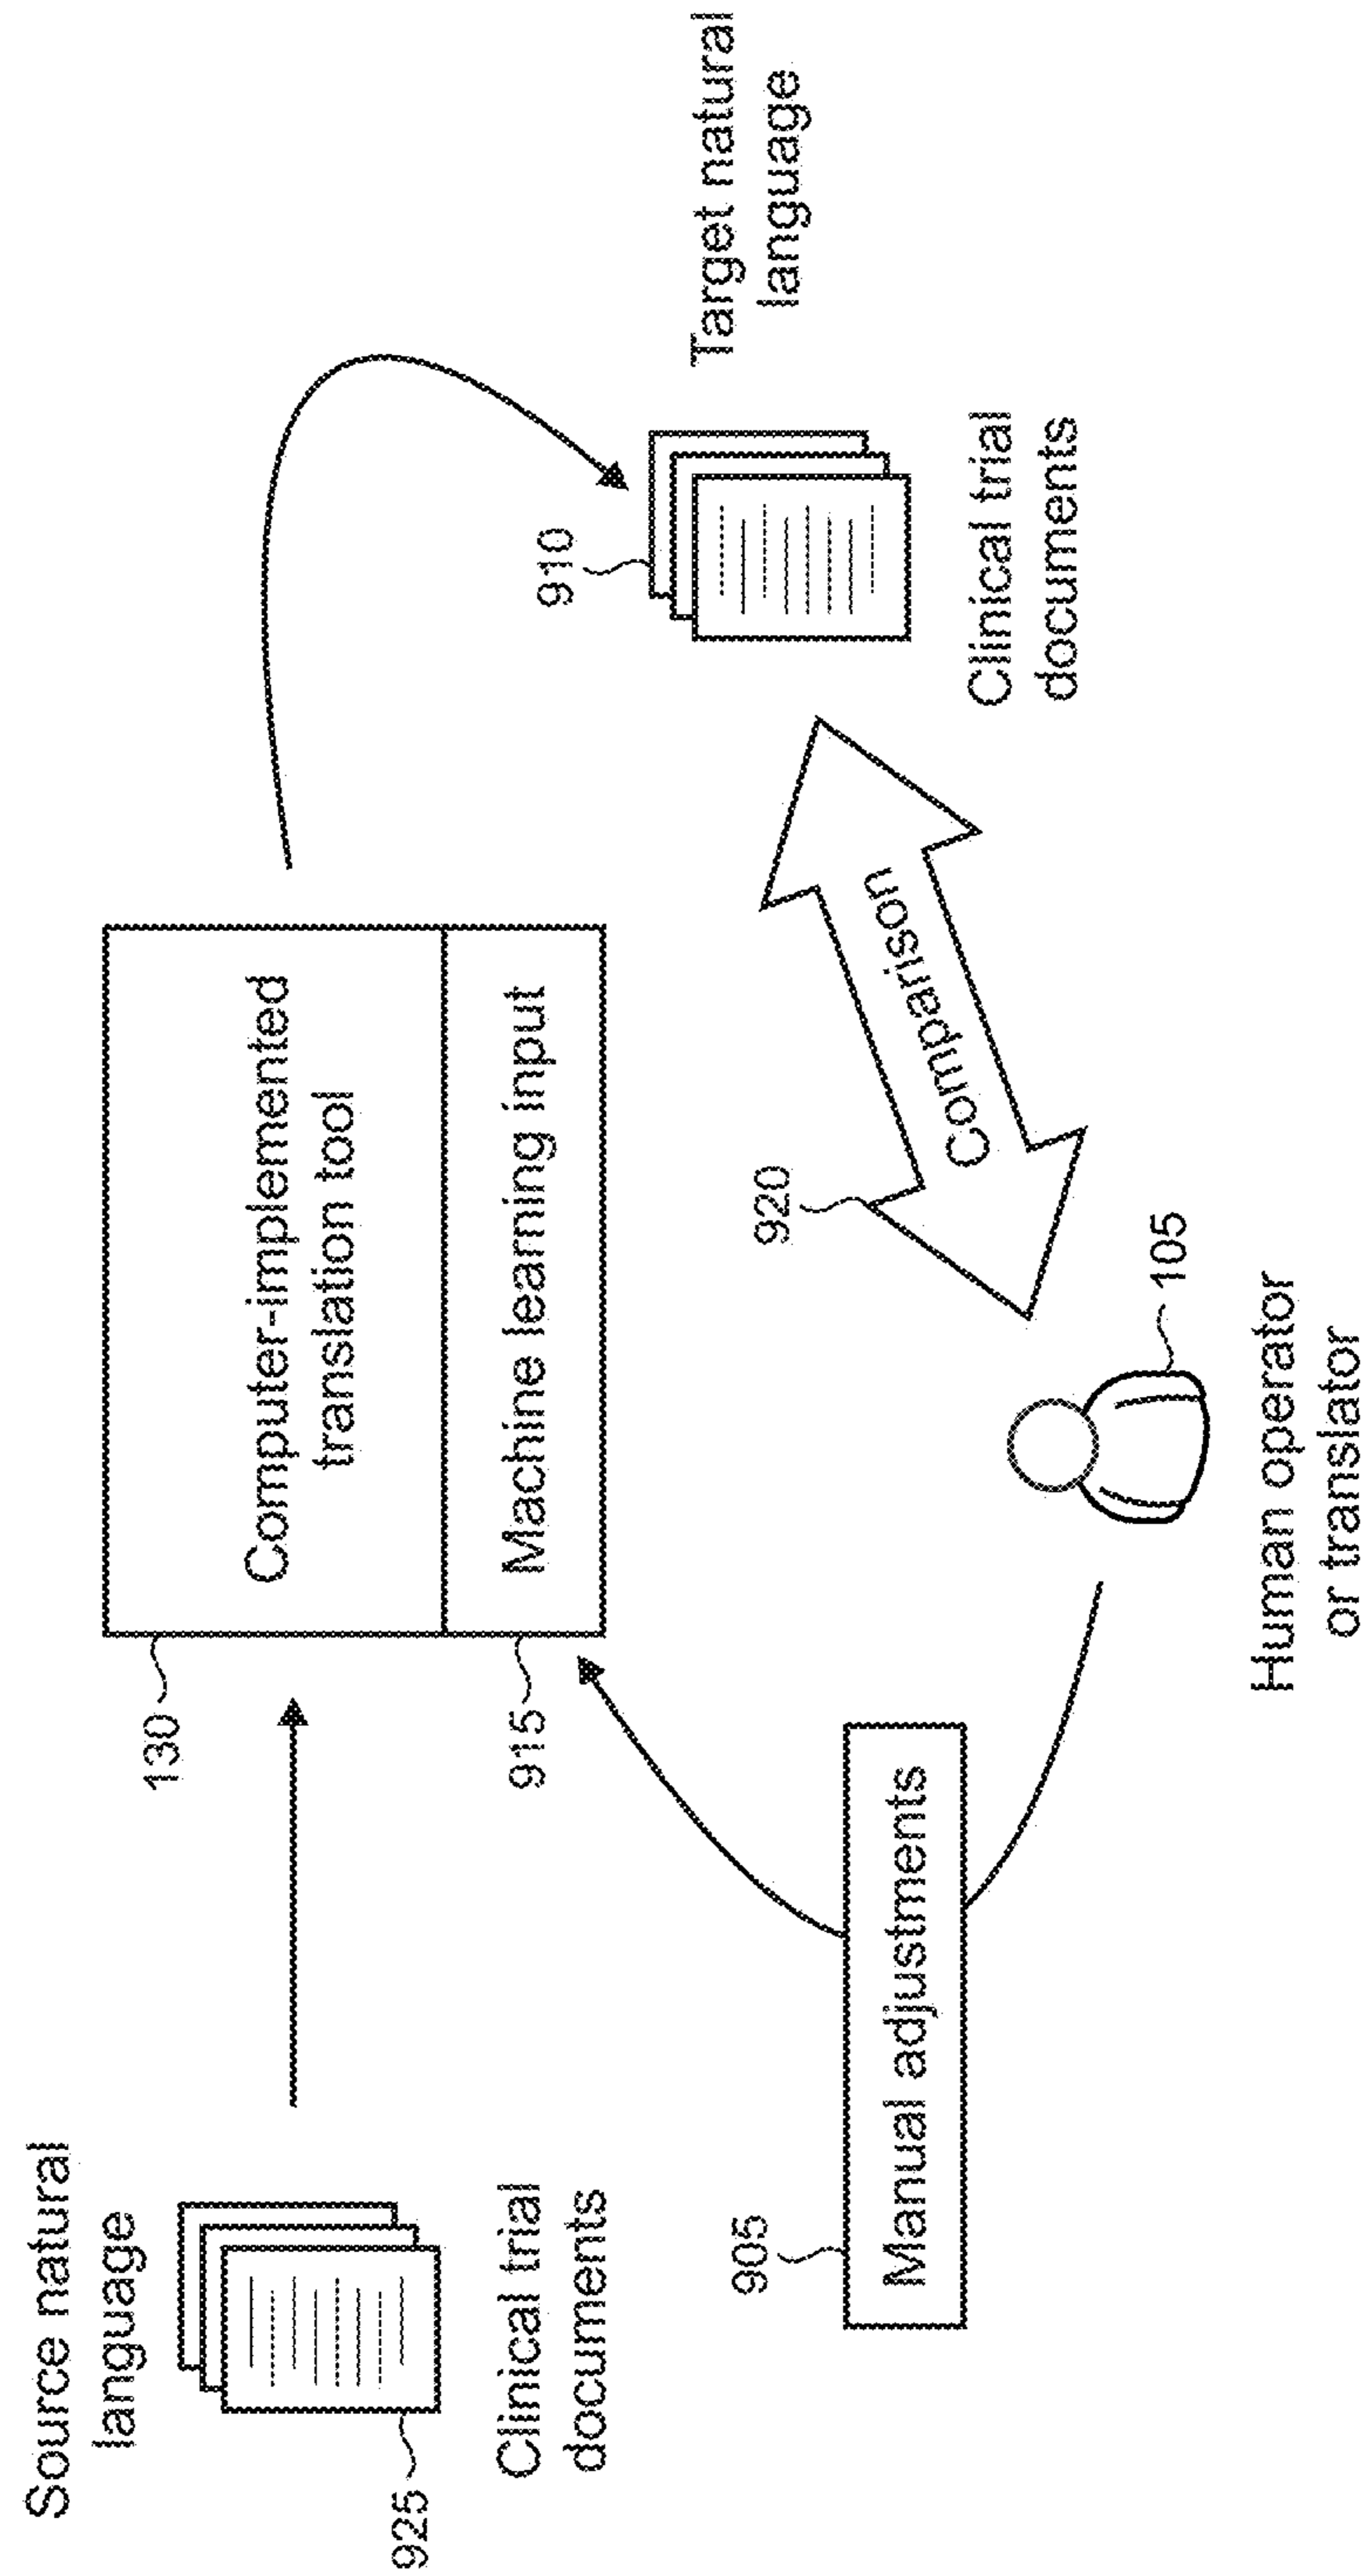 Source natural
language
925
Clinical trial
documents
130
Computer-implemented
translation tool
915
Machine learning input
910
Target natural
language
Clinical trial
documents
920
Comparison
905
Manual adjustments
105
Human operator
or translator